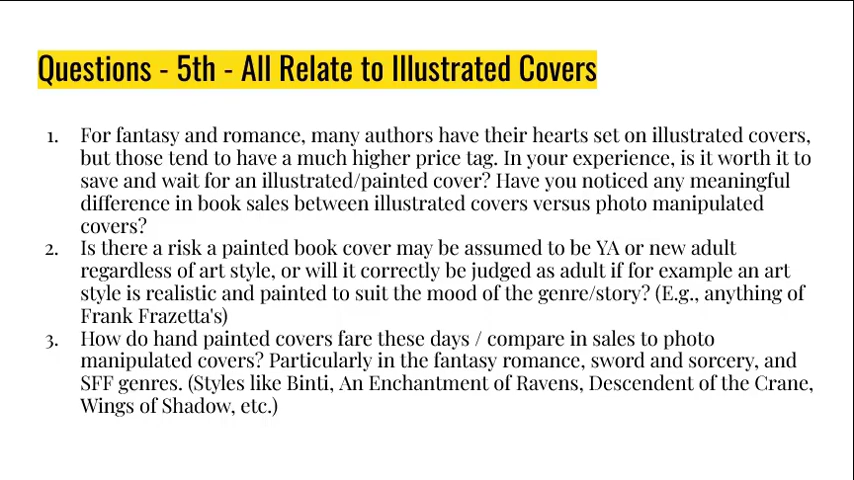 Questions - 5th - All Relate to Illustrated Covers
1. For fantasy and romance, many authors have their hearts set on illustrated covers,
but those tend to have a much higher price tag. In your experience, is it worth it to
save and wait for an illustrated/painted cover? Have you noticed any meaningful
difference in book sales between illustrated covers versus photo manipulated
covers?
2. Is there a risk a painted book cover may be assumed to be YA or new adult
regardless of art style, or will it correctly be judged as adult if for example an art
style is realistic and painted to suit the mood of the genre/story? (E.g., anything of
Frank Frazetta's)
3. How do hand painted covers fare these days / compare in sales to photo
manipulated covers? Particularly in the fantasy romance, sword and sorcery, and
SFF genres. (Styles like Binti, An Enchantment of Ravens, Descendent of the Crane,
Wings of Shadow, etc.)